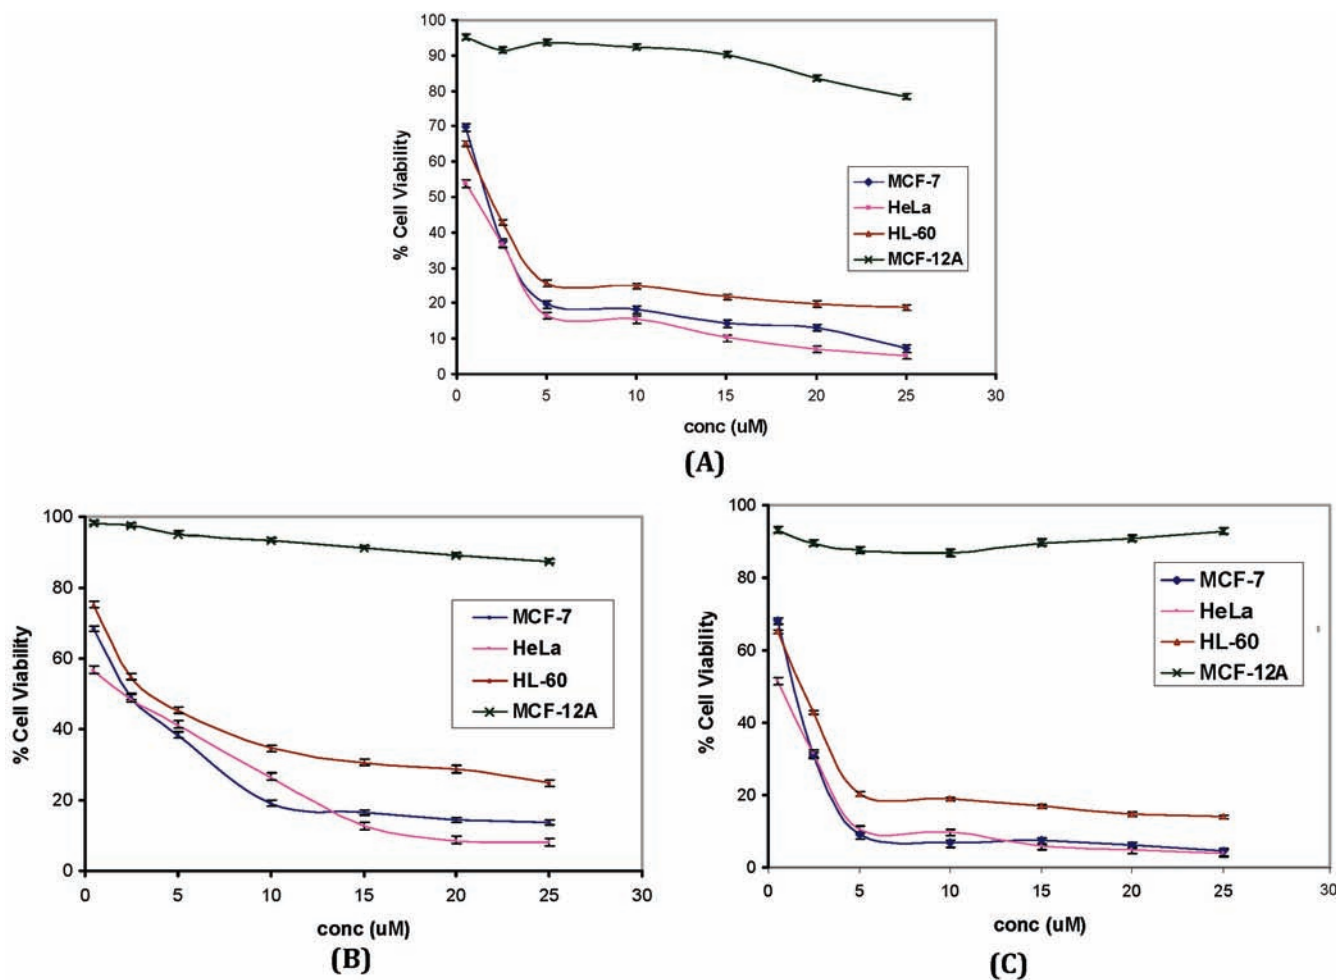 100
90
80
70
60
50
40
30
20
10
0
% Cell Viability
MCF-7
HeLa
HL-60
MCF-12A
0 5 10 15 20 25 30
conc (uM)
(A)
100
80
60
40
20
0
% Cell Viability
MCF-7
HeLa
HL-60
MCF-12A
0 5 10 15 20 25 30
conc (uM)
(B)
100
80
60
40
20
0
% Cell Viability
MCF-7
HeLa
HL-60
MCF-12A
0 5 10 15 20 25 30
conc (uM)
(C)